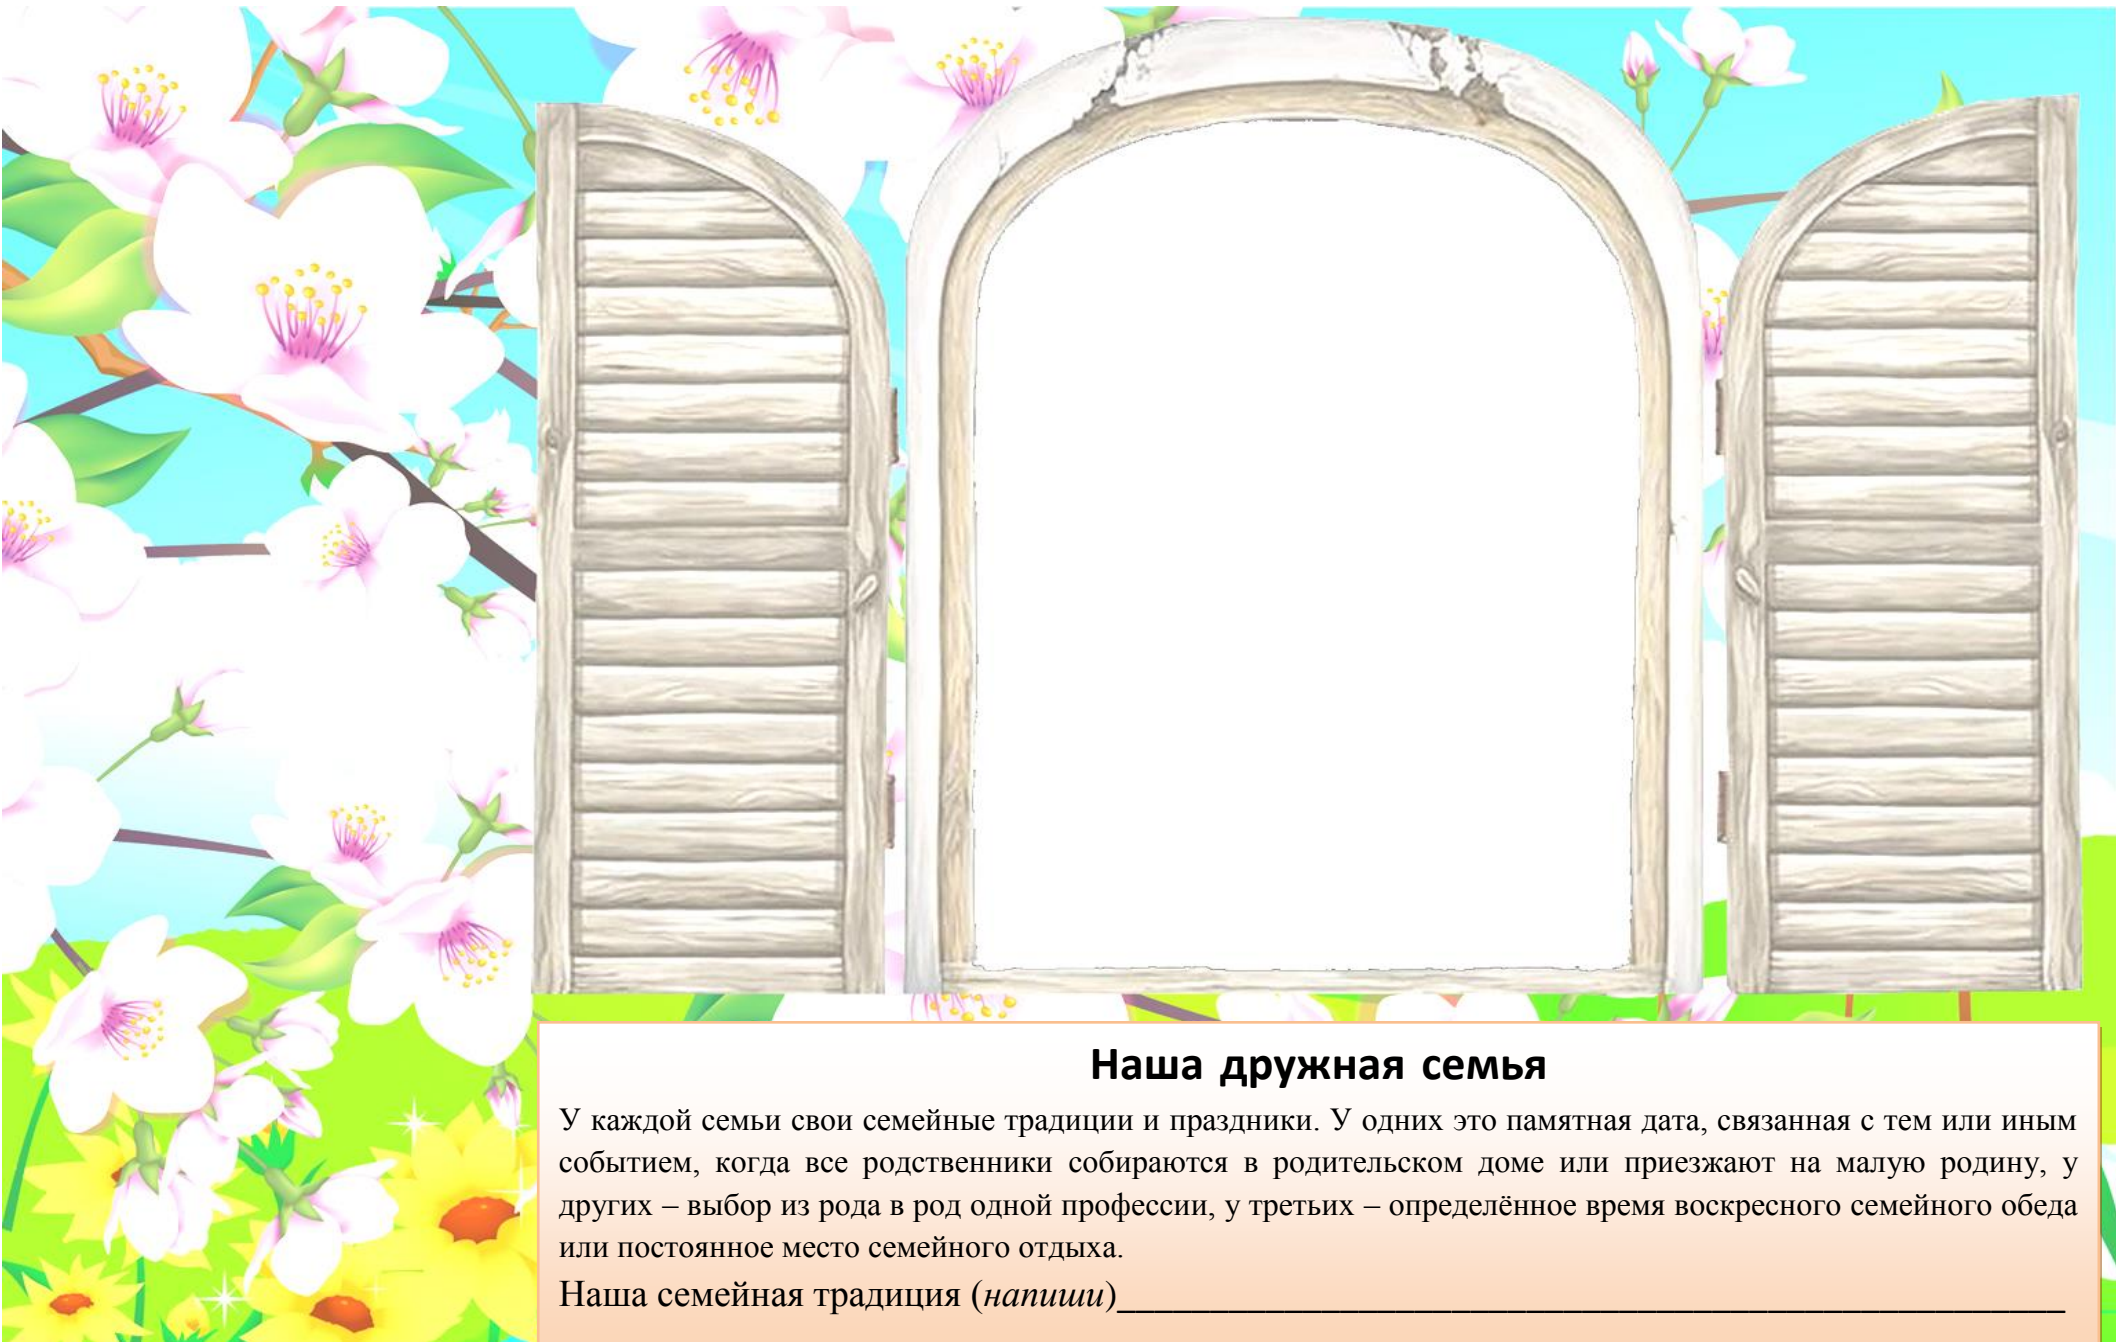 Наша дружная семья
У каждой семьи свои семейные традиции и праздники. У одних это памятная дата, связанная с тем или иным
событием, когда все родственники собираются в родительском доме или приезжают на малую родину, у
других – выбор из рода в род одной профессии, у третьих – определённое время воскресного семейного обеда
или постоянное место семейного отдыха.
Наша семейная традиция (напиши)____________________________________________________